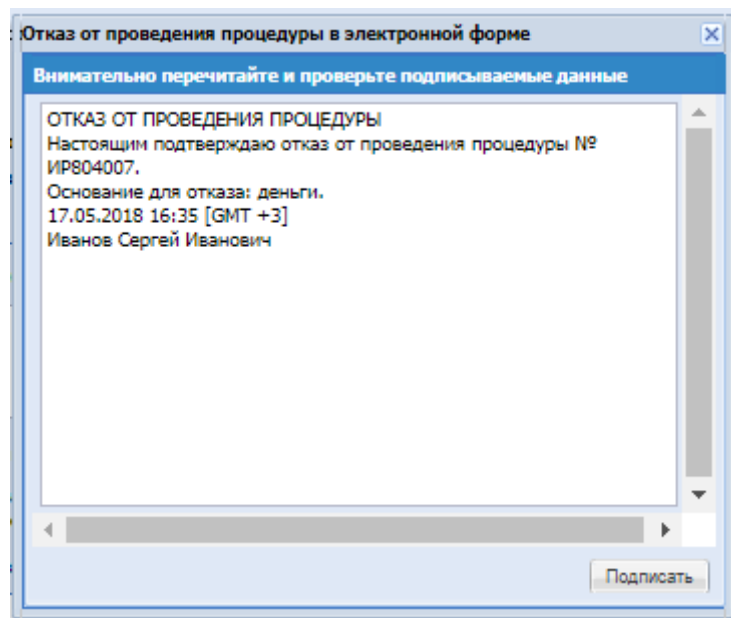 Отказ от проведения процедуры в электронной форме
Внимательно перечитайте и проверьте подписываемые данные
ОТКАЗ ОТ ПРОВЕДЕНИЯ ПРОЦЕДУРЫ
Настоящим подтверждаю отказ от проведения процедуры №
ИР804007.
Основание для отказа: деньги.
17.05.2018 16:35 [GMT +3]
Иванов Сергей Иванович
Подписать